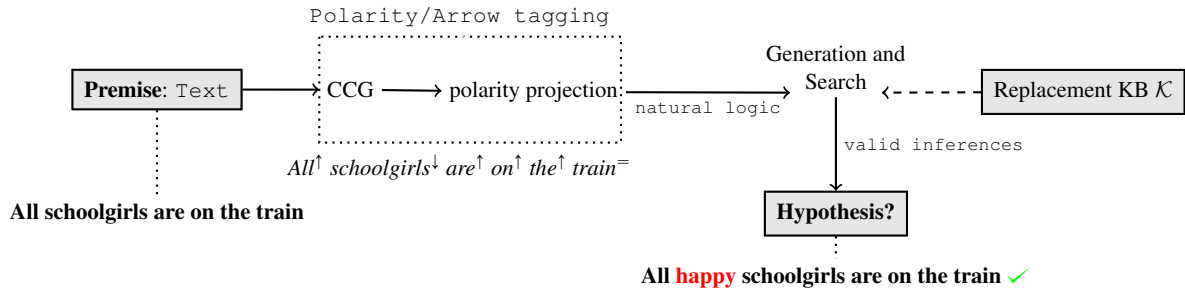 Polarity/Arrow tagging
Premise: Text
CCG
polarity projection
natural logic
Generation and
Search
Replacement KB 𝒦
All↑ schoolgirls↓ are↑ on↑ the↑ train=
valid inferences
All schoolgirls are on the train
Hypothesis?
All happy schoolgirls are on the train ✓